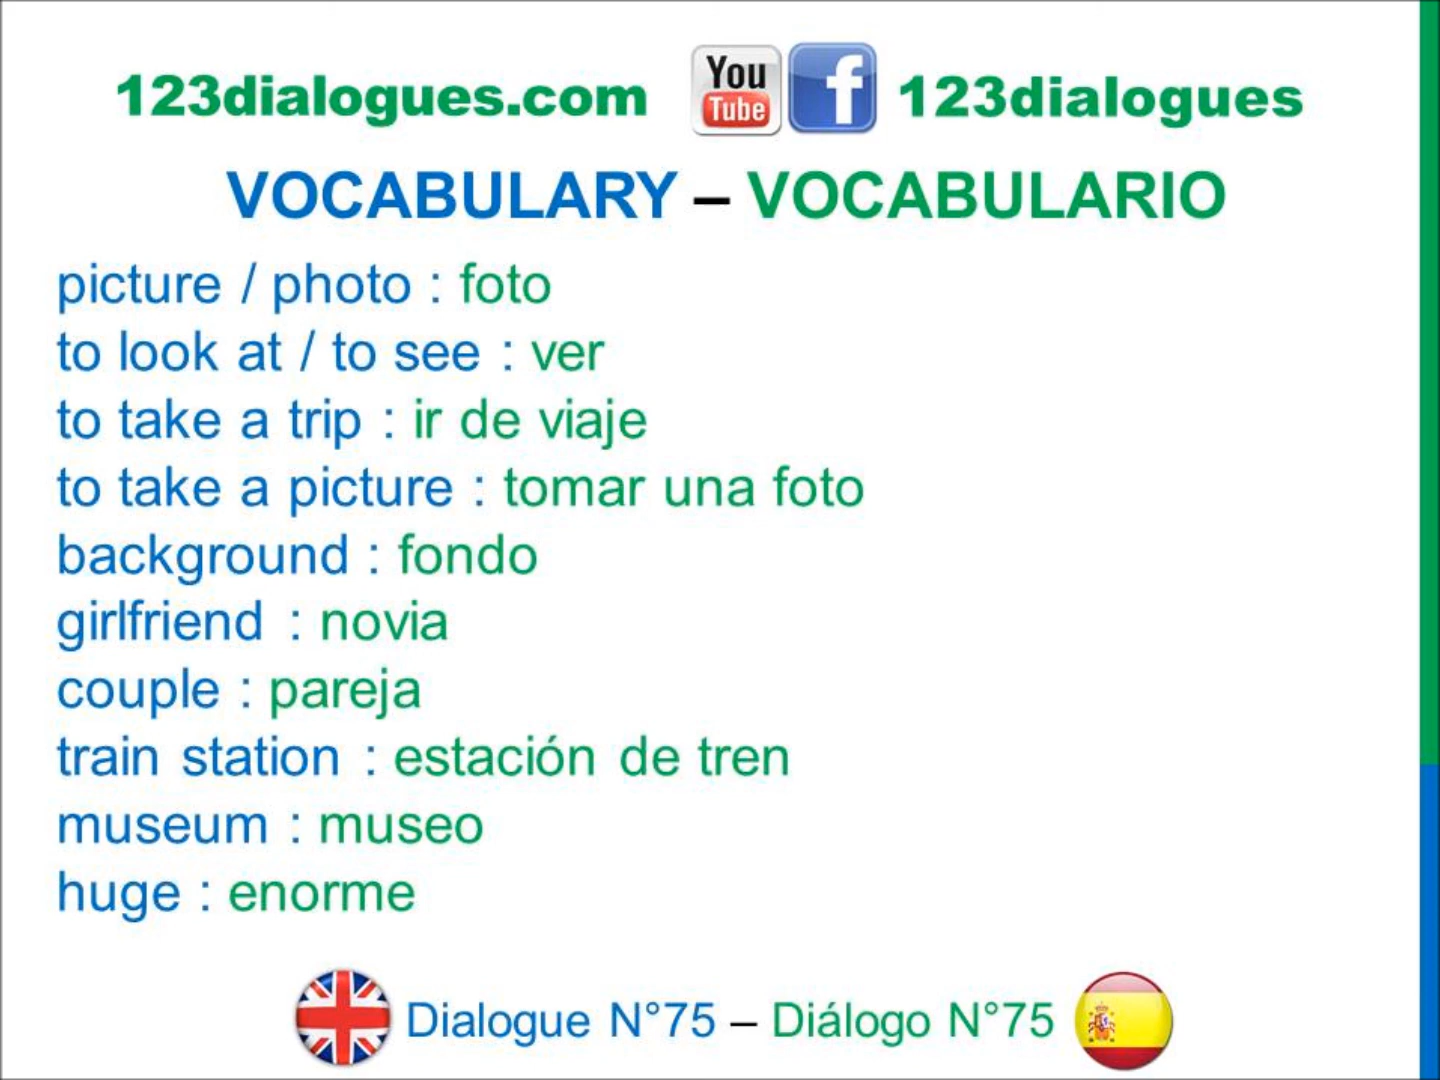 123dialogues.com You Tube f 123dialogues
VOCABULARY – VOCABULARIO
picture / photo : foto
to look at / to see : ver
to take a trip : ir de viaje
to take a picture : tomar una foto
background : fondo
girlfriend : novia
couple : pareja
train station : estación de tren
museum : museo
huge : enorme
Dialogue N°75 – Diálogo N°75